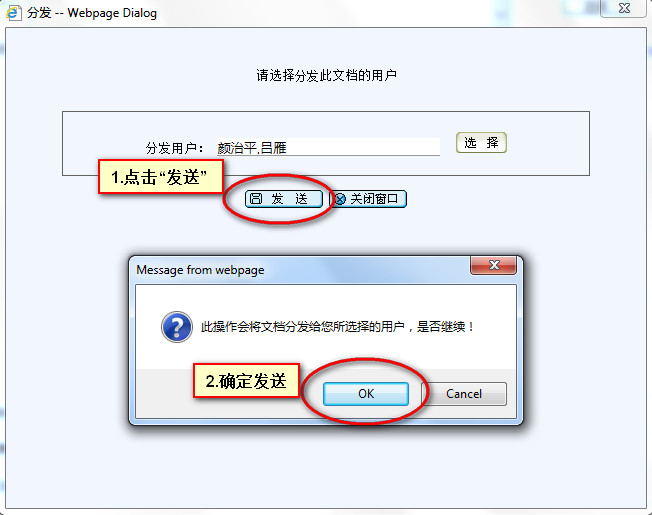 分发 -- Webpage Dialog
请选择分发此文档的用户
分发用户： 颜治平,吕雁 选 择
1.点击“发送”
发 送 关闭窗口
Message from webpage
此操作会将文档分发给您所选择的用户，是否继续！
2.确定发送
OK Cancel